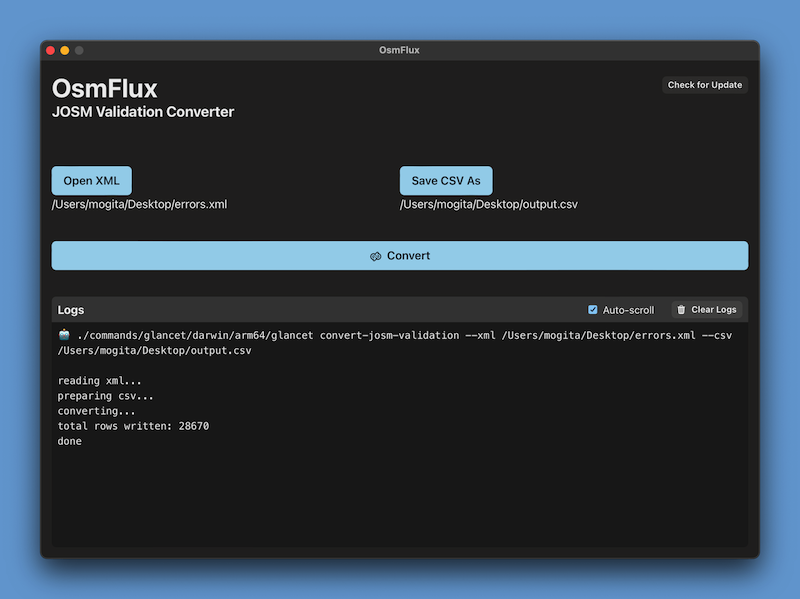 OsmFlux
OsmFlux
Check for Update
JOSM Validation Converter
Open XML
Save CSV As
/Users/mogita/Desktop/errors.xml
/Users/mogita/Desktop/output.csv
Convert
Logs
Auto-scroll
Clear Logs
./commands/glancet/darwin/arm64/glancet convert-josm-validation --xml /Users/mogita/Desktop/errors.xml --csv
/Users/mogita/Desktop/output.csv
reading xml...
preparing csv...
converting...
total rows written: 28670
done